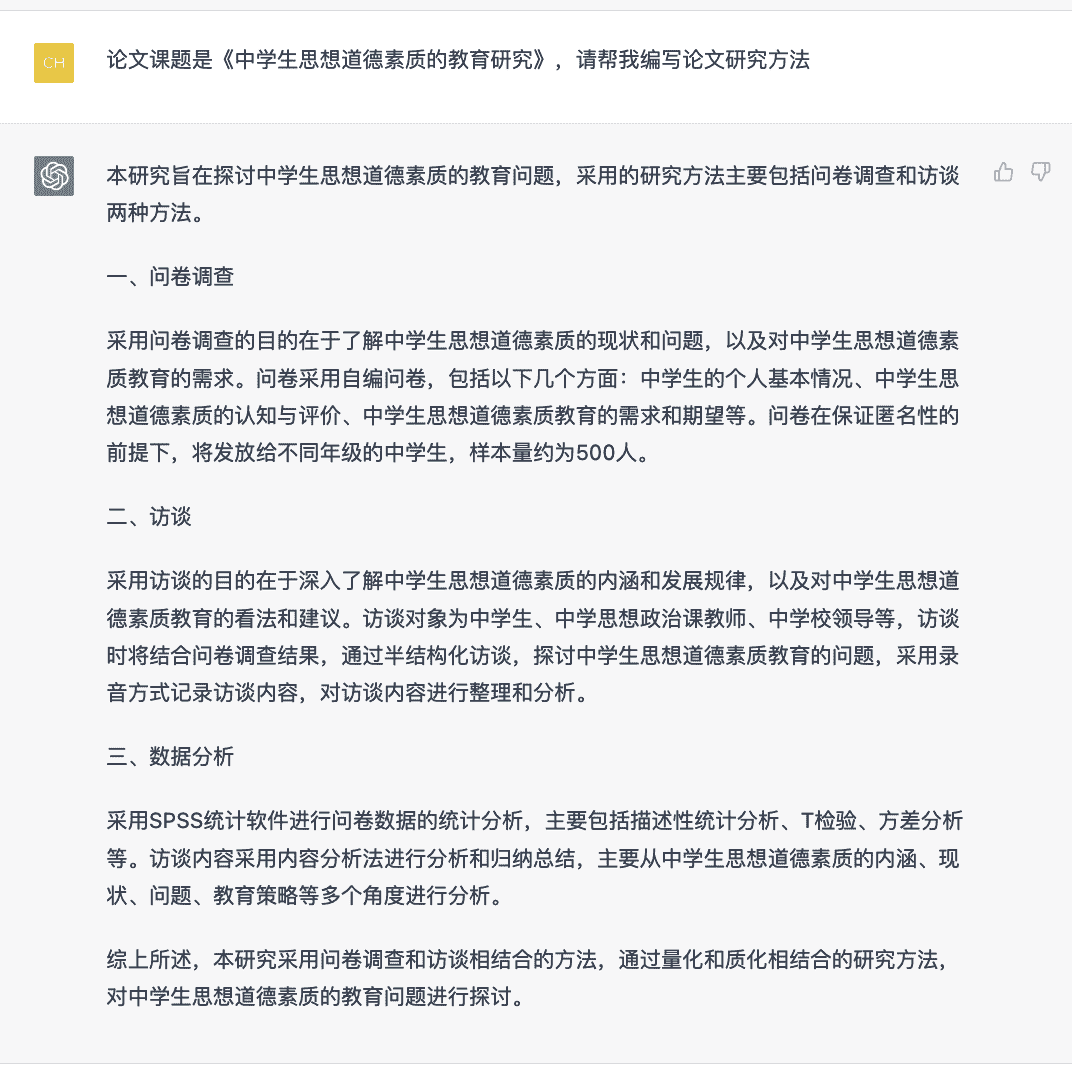 CH
论文课题是《中学生思想道德素质的教育研究》，请帮我编写论文研究方法
本研究旨在探讨中学生思想道德素质的教育问题，采用的研究方法主要包括问卷调查和访谈
两种方法。
一、问卷调查
采用问卷调查的目的在于了解中学生思想道德素质的现状和问题，以及对中学生思想道德素
质教育的需求。问卷采用自编问卷，包括以下几个方面：中学生的个人基本情况、中学生思
想道德素质的认知与评价、中学生思想道德素质教育的需求和期望等。问卷在保证匿名性的
前提下，将发放给不同年级的中学生，样本量约为500人。
二、访谈
采用访谈的目的在于深入了解中学生思想道德素质的内涵和发展规律，以及对中学生思想道
德素质教育的看法和建议。访谈对象为中学生、中学思想政治课教师、中学校领导等，访谈
时将结合问卷调查结果，通过半结构化访谈，探讨中学生思想道德素质教育的问题，采用录
音方式记录访谈内容，对访谈内容进行整理和分析。
三、数据分析
采用SPSS统计软件进行问卷数据的统计分析，主要包括描述性统计分析、T检验、方差分析
等。访谈内容采用内容分析法进行分析和归纳总结，主要从中学生思想道德素质的内涵、现
状、问题、教育策略等多个角度进行分析。
综上所述，本研究采用问卷调查和访谈相结合的方法，通过量化和质化相结合的研究方法，
对中学生思想道德素质的教育问题进行探讨。